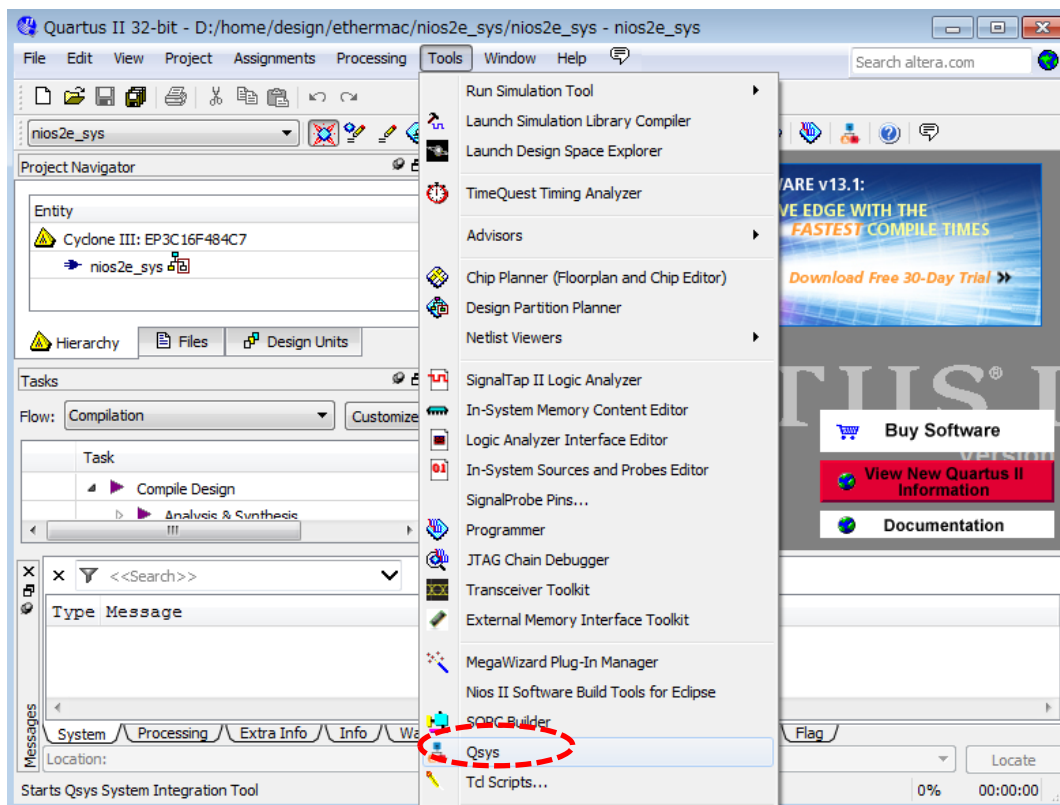 Quartus II 32-bit - D:/home/design/ethermac/nios2e_sys/nios2e_sys - nios2e_sys
File Edit View Project Assignments Processing Tools Window Help
Search altera.com
nios2e_sys
Project Navigator
Entity
Cyclone III: EP3C16F484C7
nios2e_sys
Hierarchy Files Design Units
Tasks
Flow: Compilation Customize
Task
Compile Design
Analysis & Synthesis
<<Search>>
Type Message
Messages
System Processing Extra Info Info Wa
Flag
Location:
Locate
Starts Qsys System Integration Tool
0% 00:00:00
Run Simulation Tool
Launch Simulation Library Compiler
Launch Design Space Explorer
TimeQuest Timing Analyzer
Advisors
Chip Planner (Floorplan and Chip Editor)
Design Partition Planner
Netlist Viewers
SignalTap II Logic Analyzer
In-System Memory Content Editor
Logic Analyzer Interface Editor
In-System Sources and Probes Editor
SignalProbe Pins...
Programmer
JTAG Chain Debugger
Transceiver Toolkit
External Memory Interface Toolkit
MegaWizard Plug-In Manager
Nios II Software Build Tools for Eclipse
SOPC Builder
Qsys
Tcl Scripts...
ARE v13.1:
VE EDGE WITH THE
FASTEST COMPILE TIMES
Download Free 30-Day Trial
TUS® I
Version
Buy Software
View New Quartus II
Information
Documentation